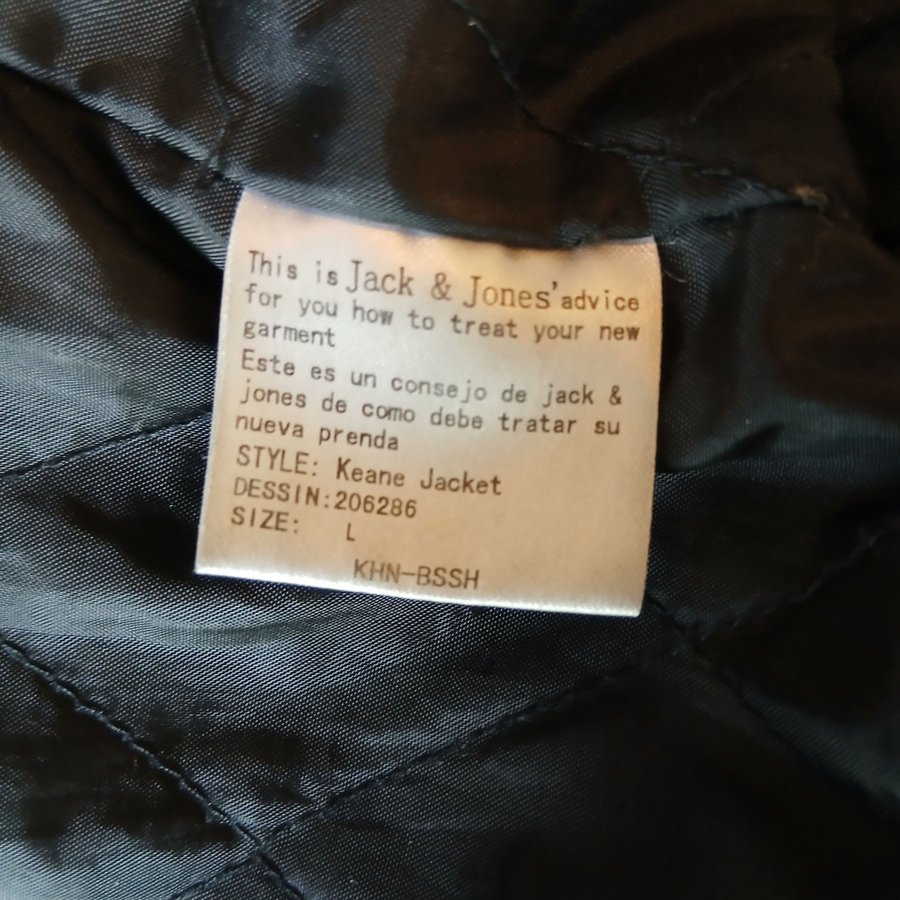 This is Jack & Jones' advice
for you how to treat your new
garment
Este es un consejo de jack &
jones de como debe tratar su
nueva prenda
STYLE: Keane Jacket
DESSIN:206286
SIZE: L
KHN-BSSH